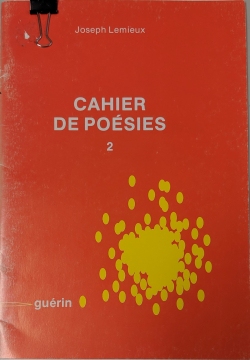 Joseph Lemieux
CAHIER
DE POÉSIES
2
guérin